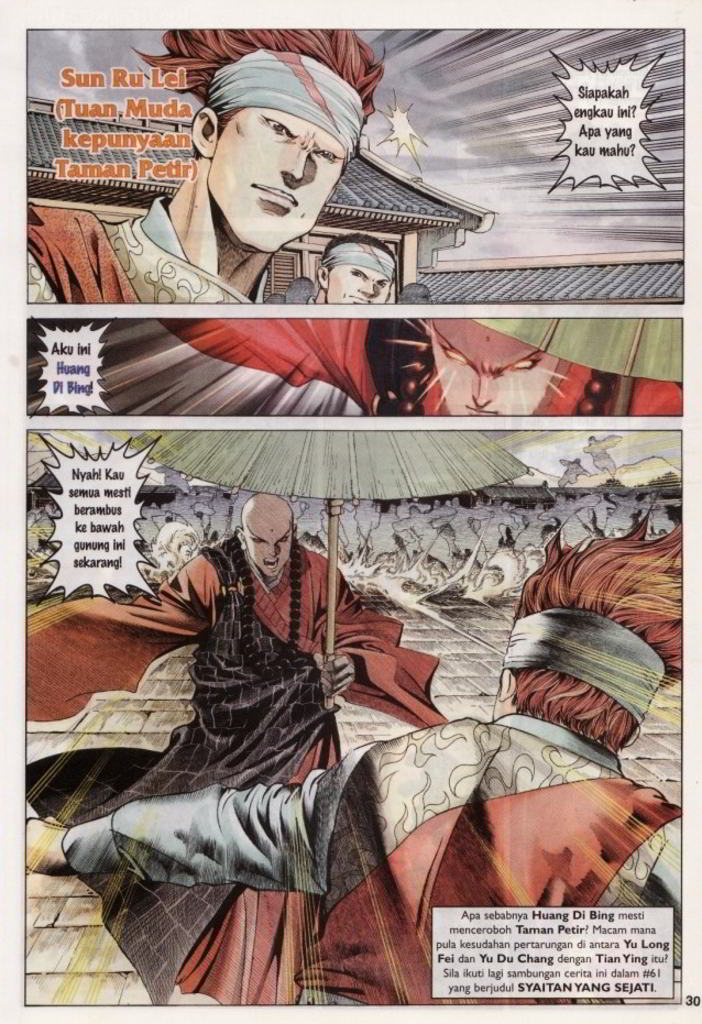 Sun Ru Lei
(Tuan Muda
kepunyaan
Taman Petir)
Siapakah
engkau ini?
Apa yang
kau mahu?
Aku ini
Huang
Di Bing!
Nyah! Kau
semua mesti
berambus
ke bawah
gunung ini
sekarang!
Apa sebabnya Huang Di Bing mesti
menceroboh Taman Petir? Macam mana
pula kesudahan pertarungan di antara Yu Long
Fei dan Yu Du Chang dengan Tian Ying itu?
Sila ikuti lagi sambungan cerita ini dalam #61
yang berjudul SYAITAN YANG SEJATI.
30